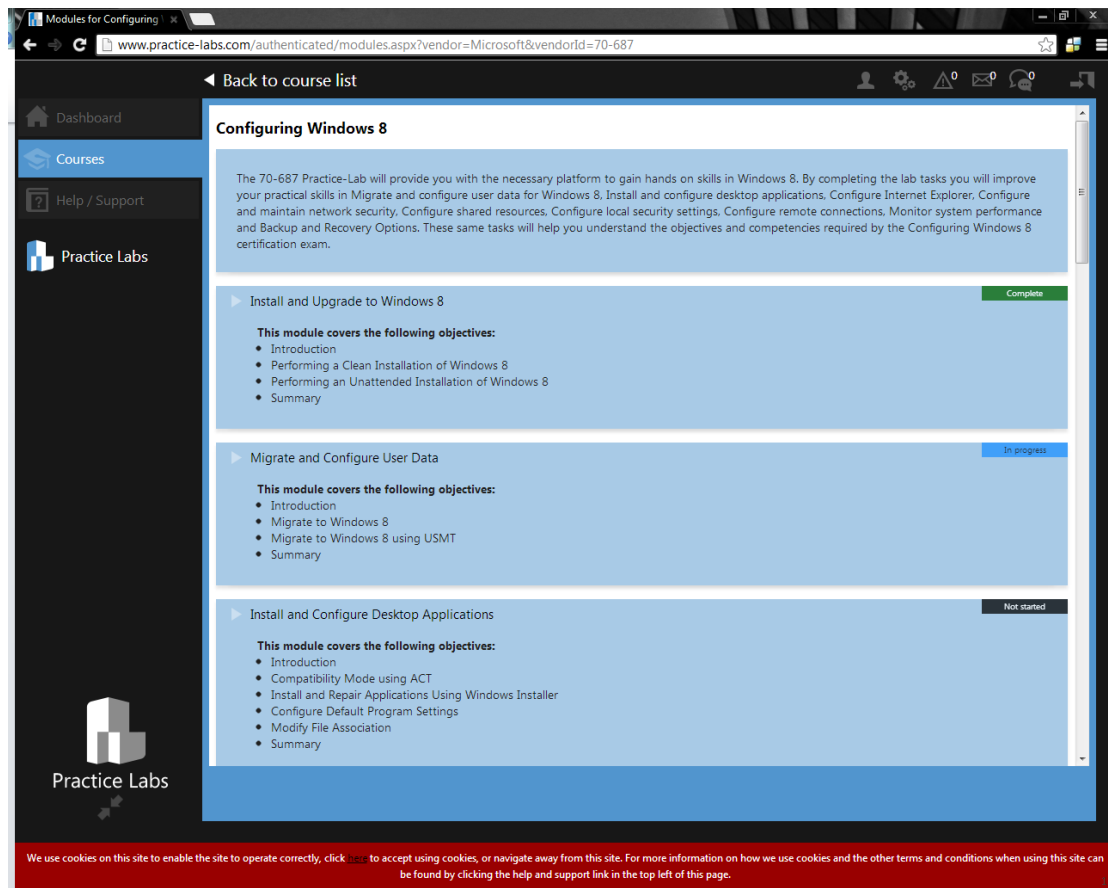 Modules for Configuring W
www.practice-labs.com/authenticated/modules.aspx?vendor=Microsoft&vendorId=70-687
Back to course list
0
0
0
Dashboard
Courses
Help / Support
Practice Labs
Configuring Windows 8
The 70-687 Practice-Lab will provide you with the necessary platform to gain hands on skills in Windows 8. By completing the lab tasks you will improve
your practical skills in Migrate and configure user data for Windows 8, Install and configure desktop applications, Configure Internet Explorer, Configure
and maintain network security, Configure shared resources, Configure local security settings, Configure remote connections, Monitor system performance
and Backup and Recovery Options. These same tasks will help you understand the objectives and competencies required by the Configuring Windows 8
certification exam.
Install and Upgrade to Windows 8
Complete
This module covers the following objectives:
Introduction
Performing a Clean Installation of Windows 8
Performing an Unattended Installation of Windows 8
Summary
Migrate and Configure User Data
In progress
This module covers the following objectives:
Introduction
Migrate to Windows 8
Migrate to Windows 8 using USMT
Summary
Install and Configure Desktop Applications
Not started
This module covers the following objectives:
Introduction
Compatibility Mode using ACT
Install and Repair Applications Using Windows Installer
Configure Default Program Settings
Modify File Association
Summary
Practice Labs
We use cookies on this site to enable the site to operate correctly, click here to accept using cookies, or navigate away from this site. For more information on how we use cookies and the other terms and conditions when using this site can
be found by clicking the help and support link in the top left of this page.